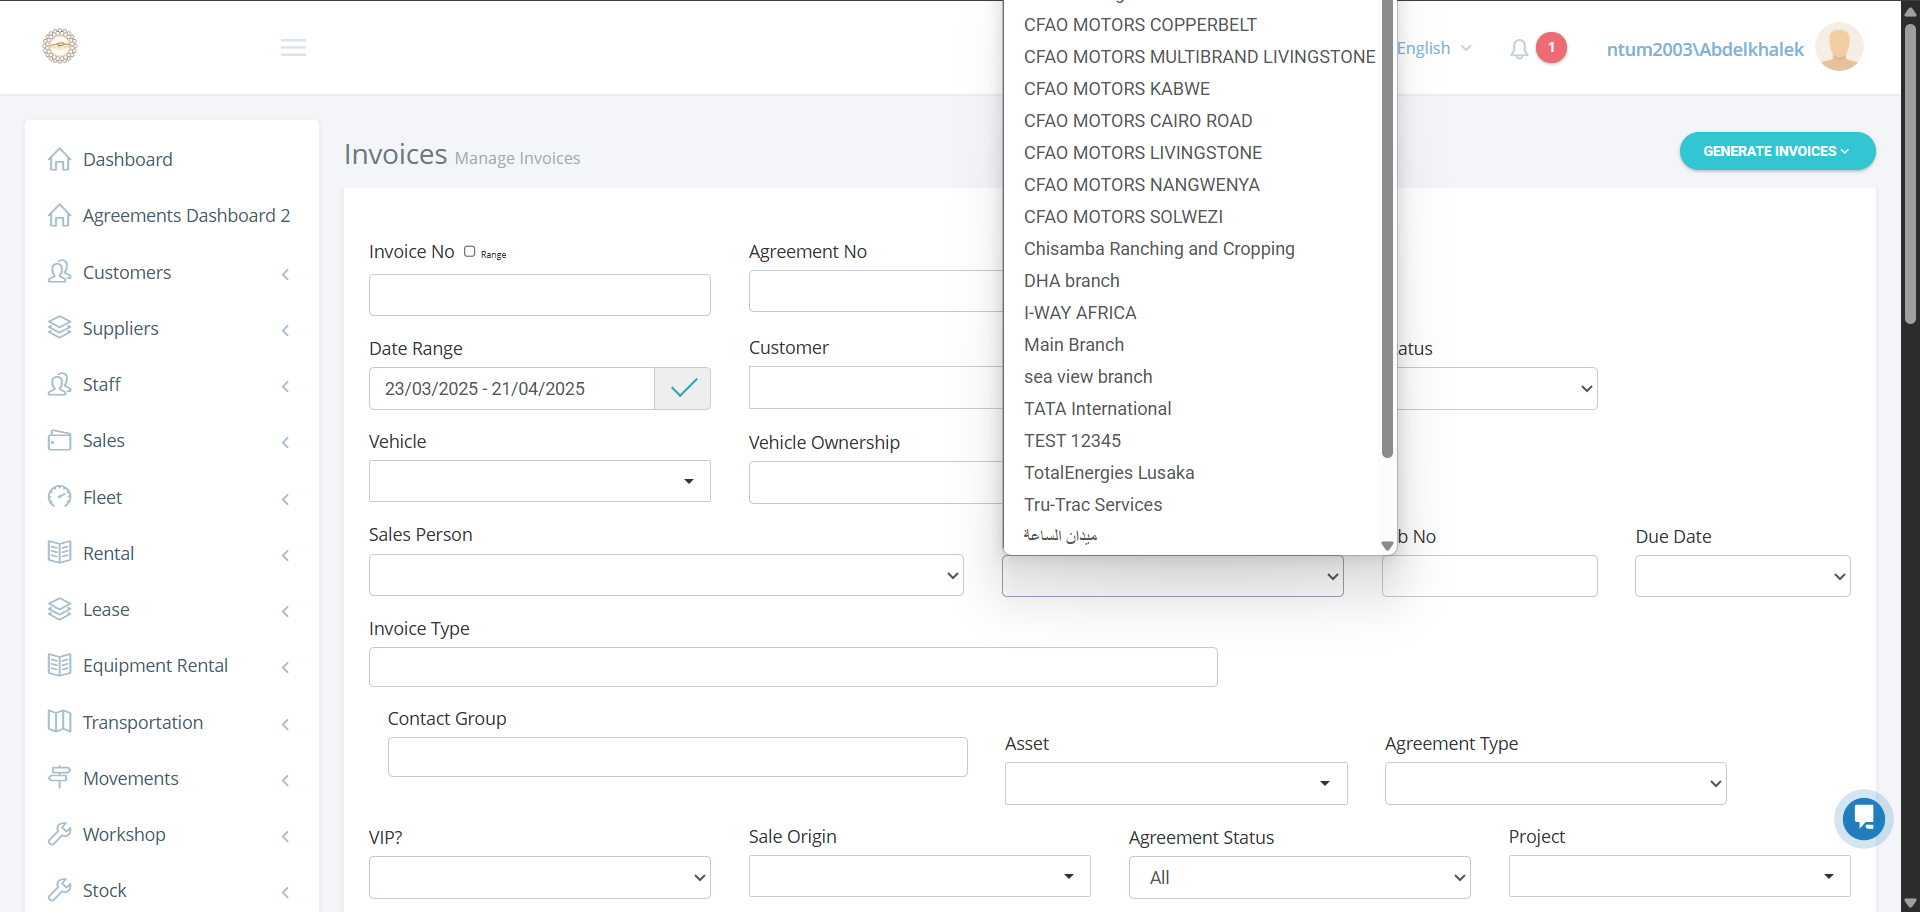 English
1
ntum2003\Abdelkhalek
Dashboard
Agreements Dashboard 2
Customers
Suppliers
Staff
Sales
Fleet
Rental
Lease
Equipment Rental
Transportation
Movements
Workshop
Stock
Invoices Manage Invoices
GENERATE INVOICES
CFAO MOTORS COPPERBELT
CFAO MOTORS MULTIBRAND LIVINGSTONE
CFAO MOTORS KABWE
CFAO MOTORS CAIRO ROAD
CFAO MOTORS LIVINGSTONE
CFAO MOTORS NANGWENYA
CFAO MOTORS SOLWEZI
Chisamba Ranching and Cropping
DHA branch
I-WAY AFRICA
Main Branch
sea view branch
TATA International
TEST 12345
TotalEnergies Lusaka
Tru-Trac Services
ميدان الساعة
Invoice No Range
Agreement No
Date Range
Customer
atus
23/03/2025 - 21/04/2025
Vehicle
Vehicle Ownership
Sales Person
b No
Due Date
Invoice Type
Contact Group
Asset
Agreement Type
VIP?
Sale Origin
Agreement Status
Project
All